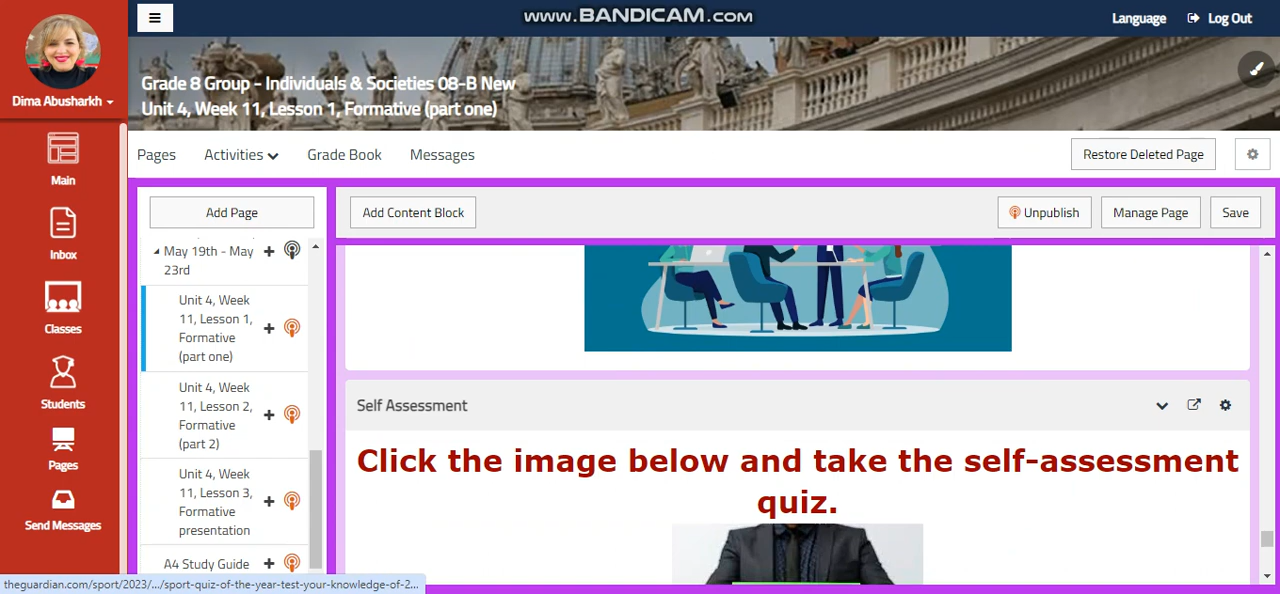 www.BANDICAM.com
Language
Log Out
Dima Abusharkh
Grade 8 Group - Individuals & Societies 08-B New
Unit 4, Week 11, Lesson 1, Formative (part one)
Pages
Activities
Grade Book
Messages
Restore Deleted Page
Main
Inbox
Classes
Students
Pages
Send Messages
Add Page
Add Content Block
Unpublish
Manage Page
Save
May 19th - May
23rd
Unit 4, Week
11, Lesson 1,
Formative
(part one)
Unit 4, Week
11, Lesson 2,
Formative
(part 2)
Unit 4, Week
11, Lesson 3,
Formative
presentation
A4 Study Guide
Self Assessment
Click the image below and take the self-assessment
quiz.
theguardian.com/sport/2023/.../sport-quiz-of-the-year-test-your-knowledge-of-2...